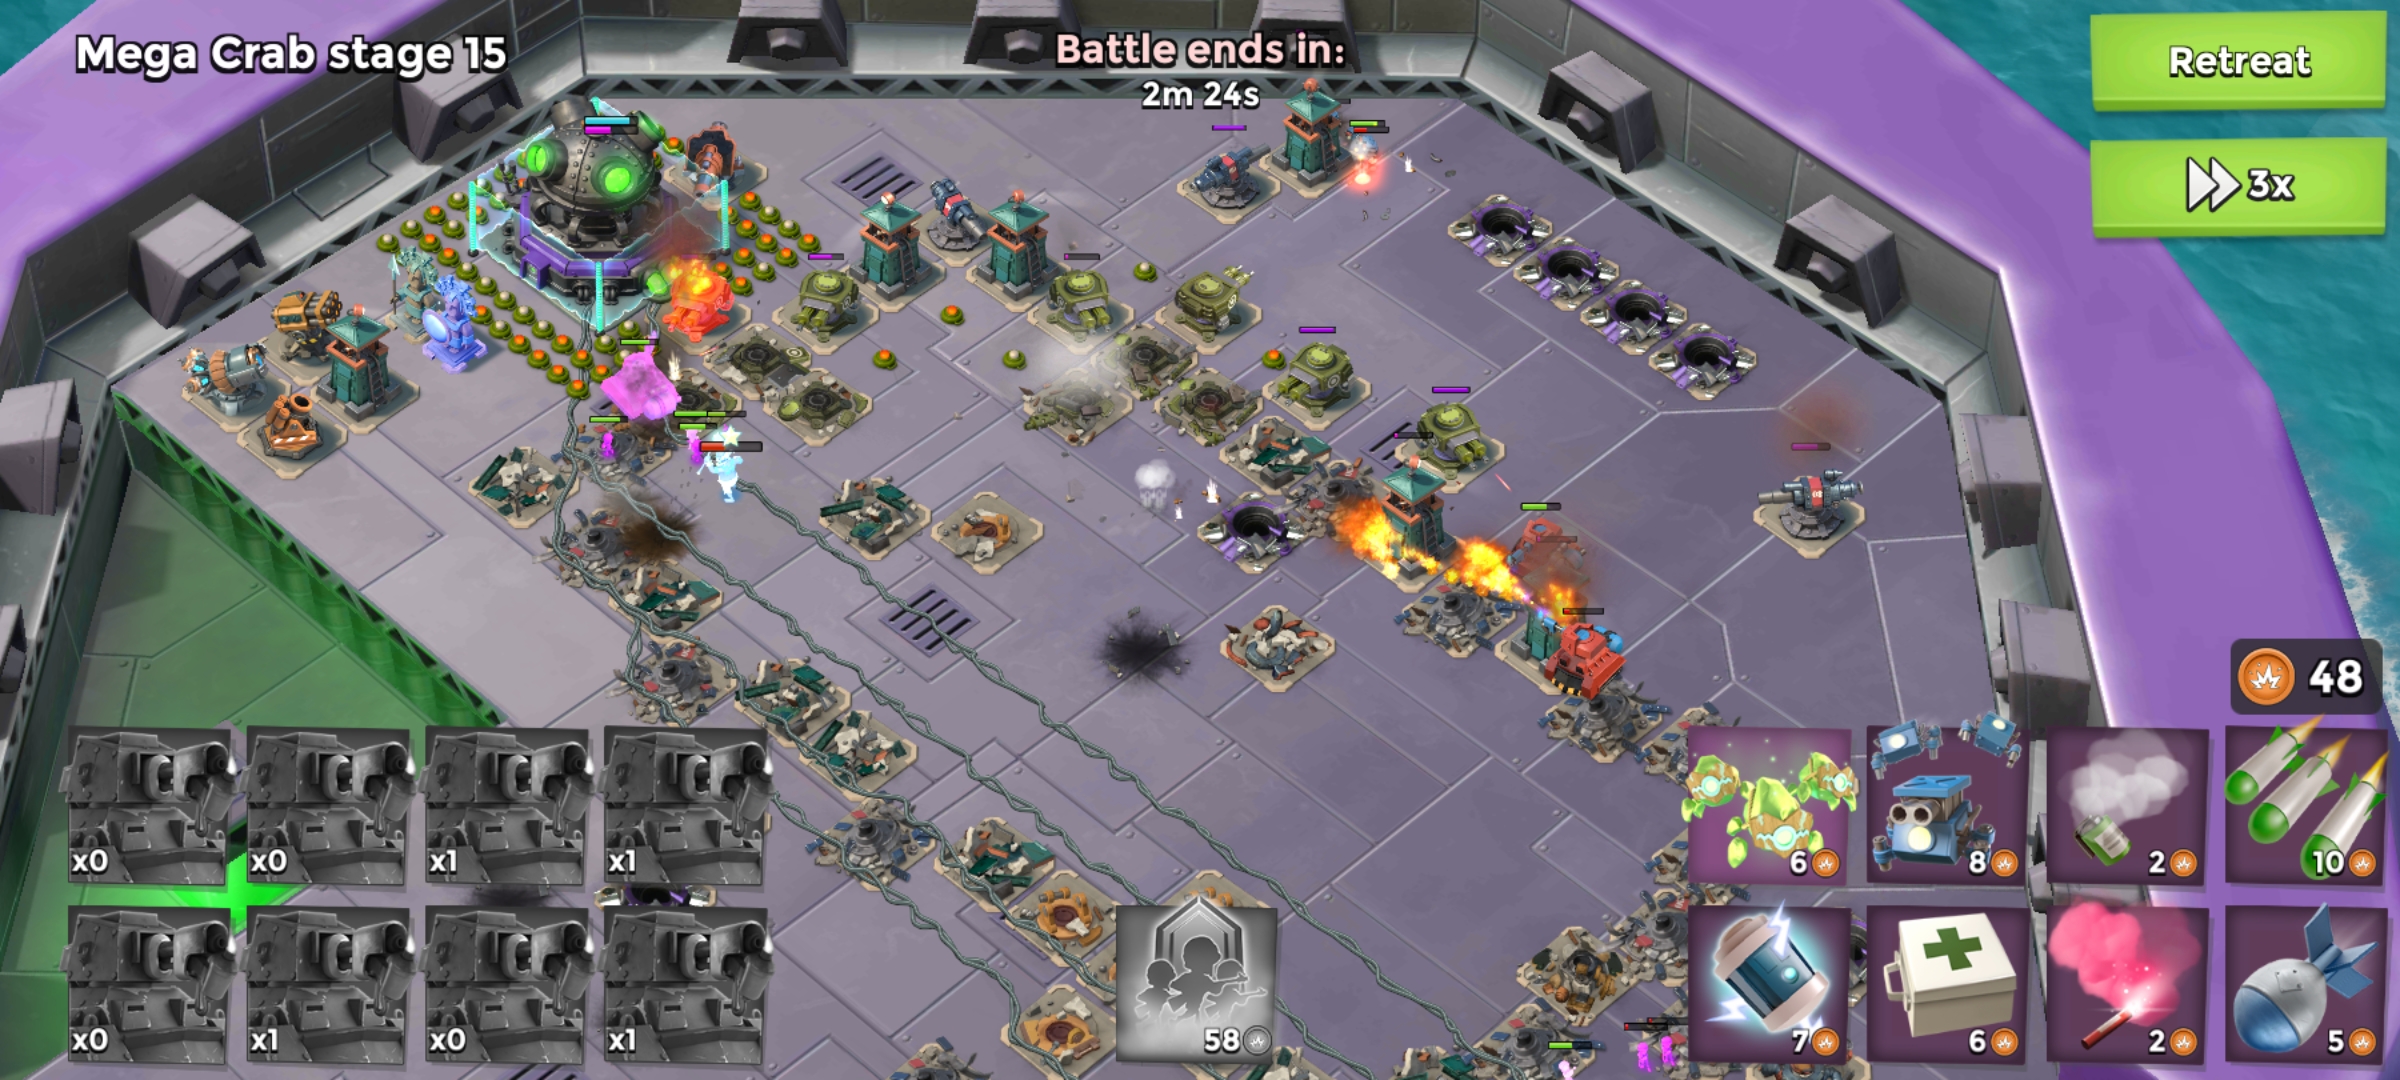 Mega Crab stage 15
Battle ends in:
2m 24s
Retreat
3x
48
x0
x0
x1
x1
6
8
2
10
x0
x1
x0
x1
58
7
6
2
5